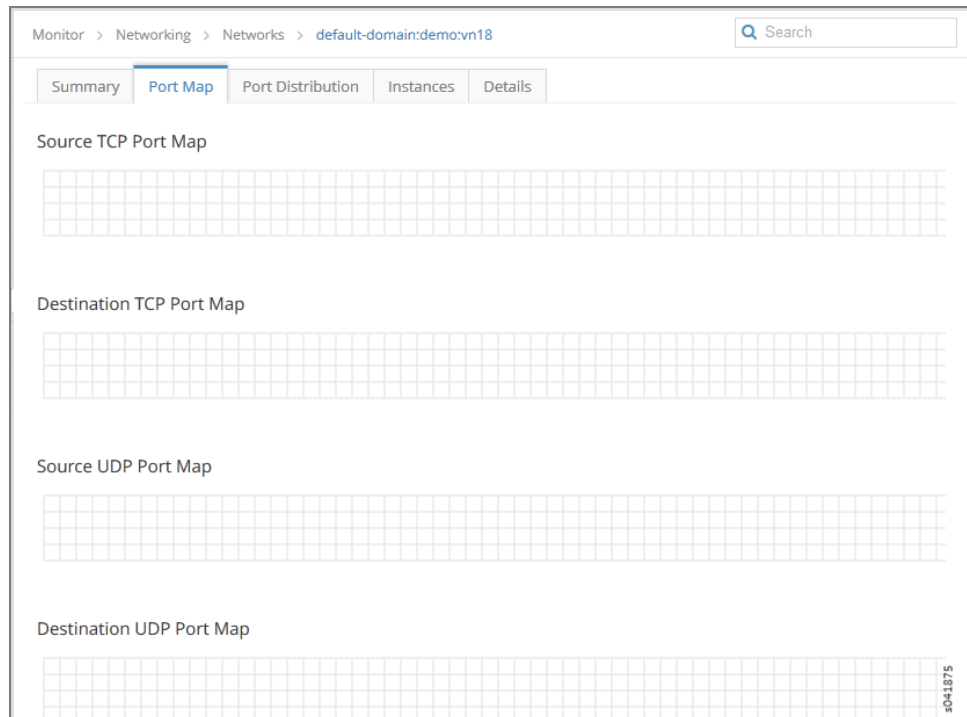 Monitor > Networking > Networks > default-domain:demo:vn18
Search
Summary
Port Map
Port Distribution
Instances
Details
Source TCP Port Map
Destination TCP Port Map
Source UDP Port Map
Destination UDP Port Map
s041875